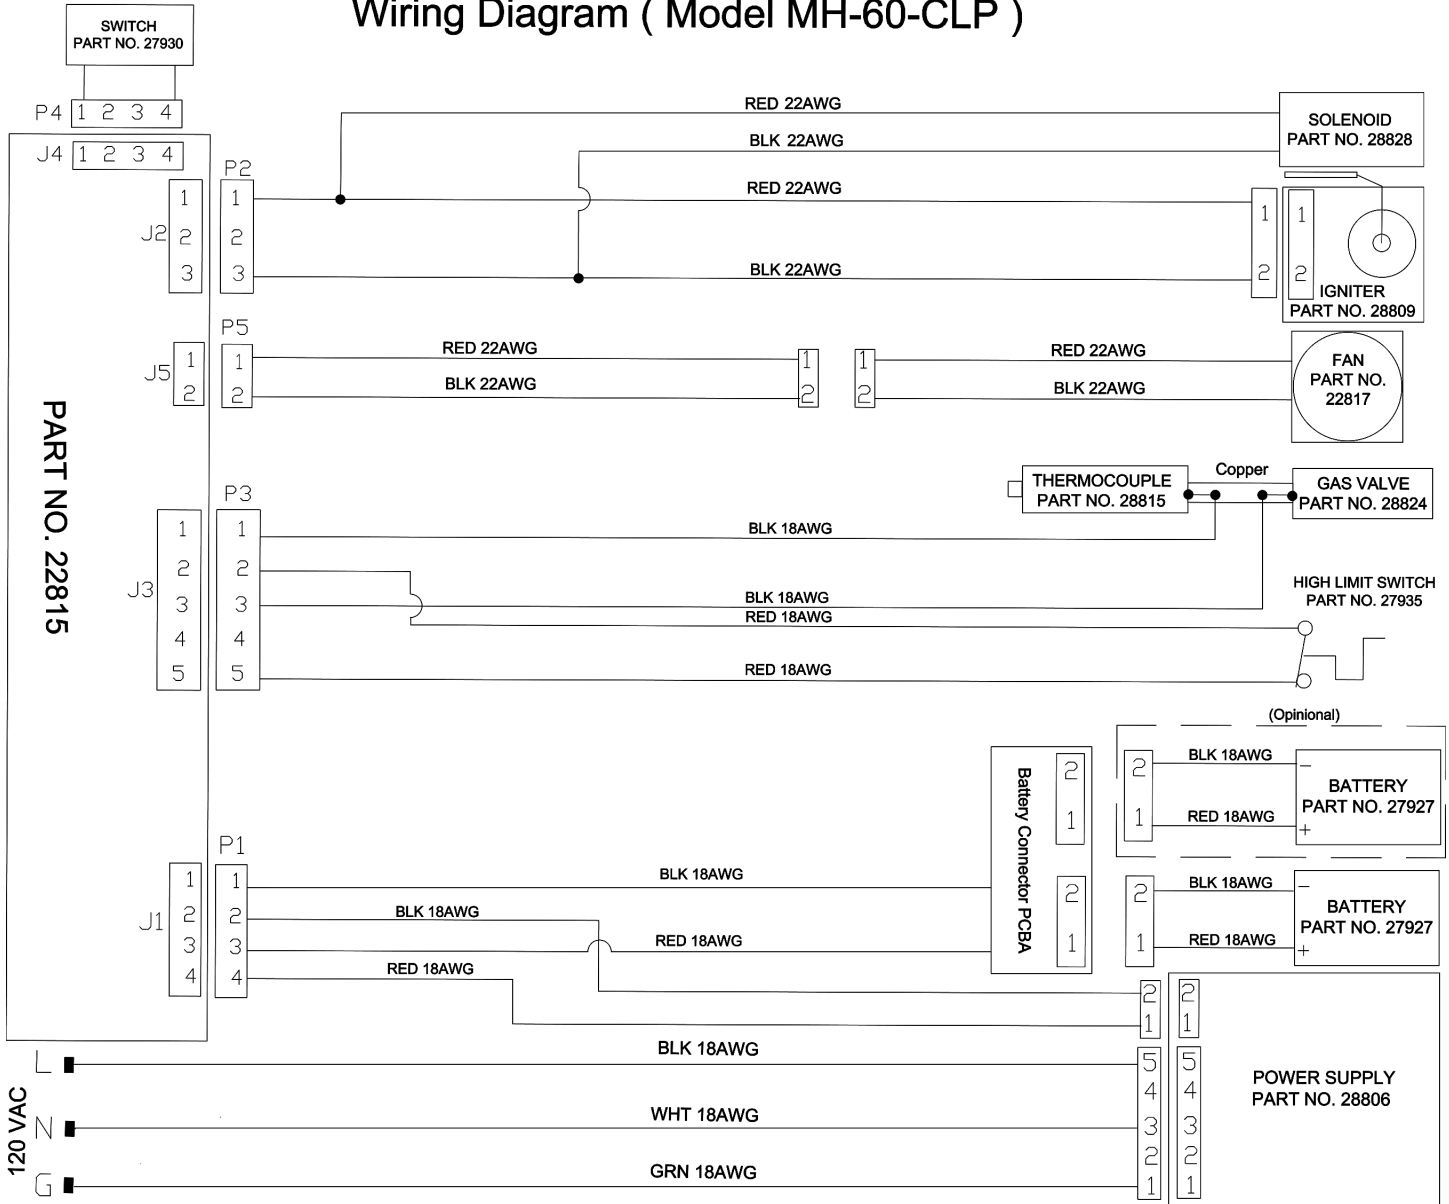 Wiring Diagram ( Model MH-60-CLP )
SWITCH
PART NO. 27930
P4 1 2 3 4
J4 1 2 3 4
RED 22AWG
BLK 22AWG
SOLENOID
PART NO. 28828
J2
1
2
3
P2
1
2
3
RED 22AWG
BLK 22AWG
1
2
1
2
IGNITER
PART NO. 28809
J5
1
2
P5
1
2
RED 22AWG
BLK 22AWG
1
2
1
2
RED 22AWG
BLK 22AWG
FAN
PART NO.
22817
PART NO. 22815
THERMOCOUPLE
PART NO. 28815
Copper
GAS VALVE
PART NO. 28824
J3
1
2
3
4
5
P3
1
2
3
4
5
BLK 18AWG
BLK 18AWG
RED 18AWG
RED 18AWG
HIGH LIMIT SWITCH
PART NO. 27935
(Opinional)
Battery Connector PCBA
2
1
2
1
2
1
BLK 18AWG
RED 18AWG
−
+
BATTERY
PART NO. 27927
2
1
BLK 18AWG
RED 18AWG
−
+
BATTERY
PART NO. 27927
J1
1
2
3
4
P1
1
2
3
4
BLK 18AWG
BLK 18AWG
RED 18AWG
RED 18AWG
2
1
2
1
120 VAC
L
BLK 18AWG
N
WHT 18AWG
G
GRN 18AWG
5
4
3
2
1
5
4
3
2
1
POWER SUPPLY
PART NO. 28806